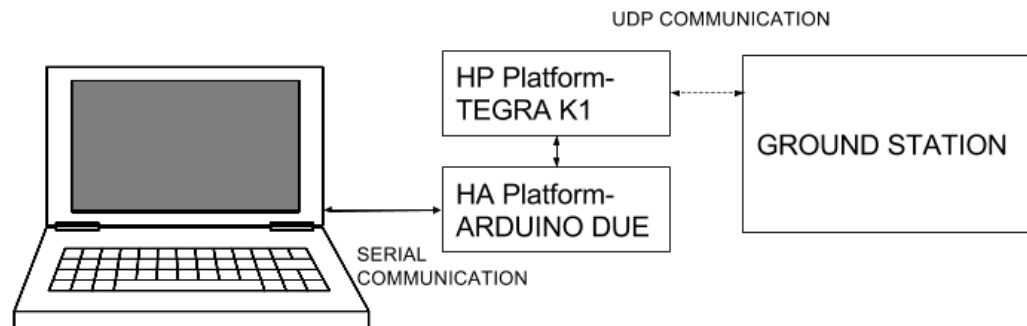 UDP COMMUNICATION
HP Platform-
TEGRA K1
GROUND STATION
HA Platform-
ARDUINO DUE
SERIAL
COMMUNICATION